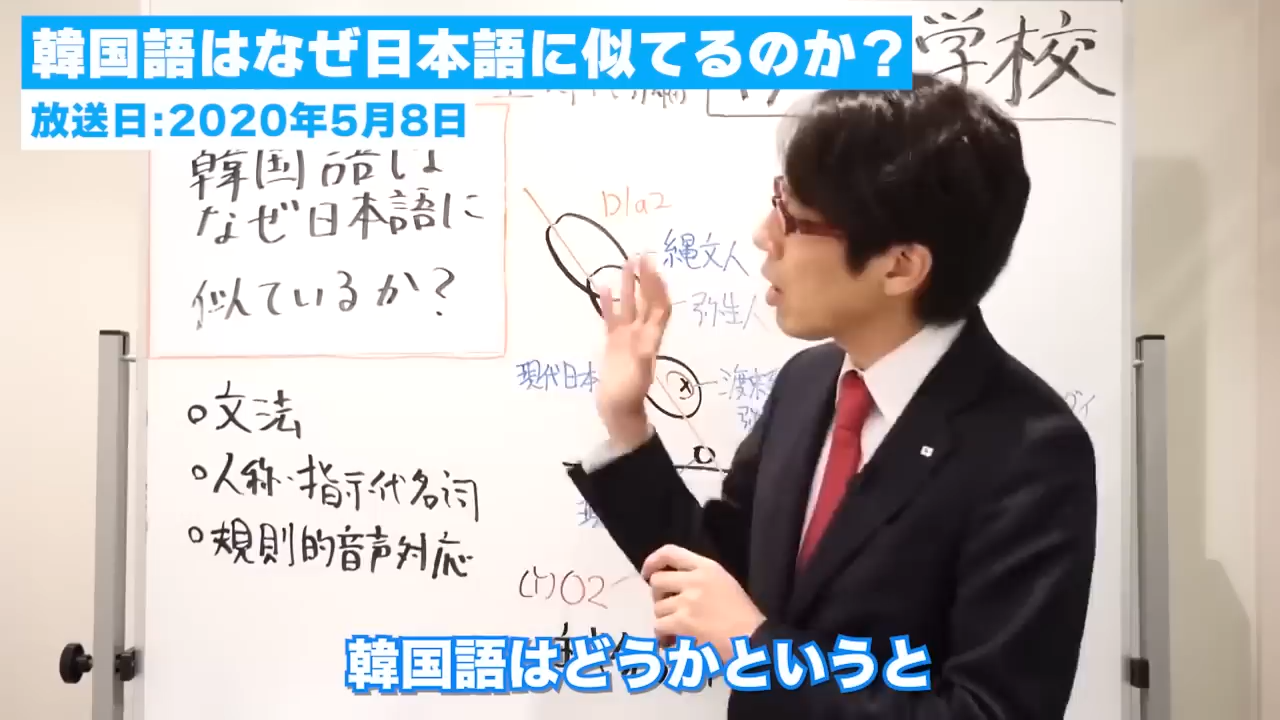 韓国語はなぜ日本語に似てるのか？
放送日:2020年5月8日
学校
韓国語は
なぜ日本語に
似ているか?
文法
人称・指示代名詞
規則的音声対応
D1a2
縄文人
弥生人
現代日本
渡来
(Y)O2
韓国語はどうかというと